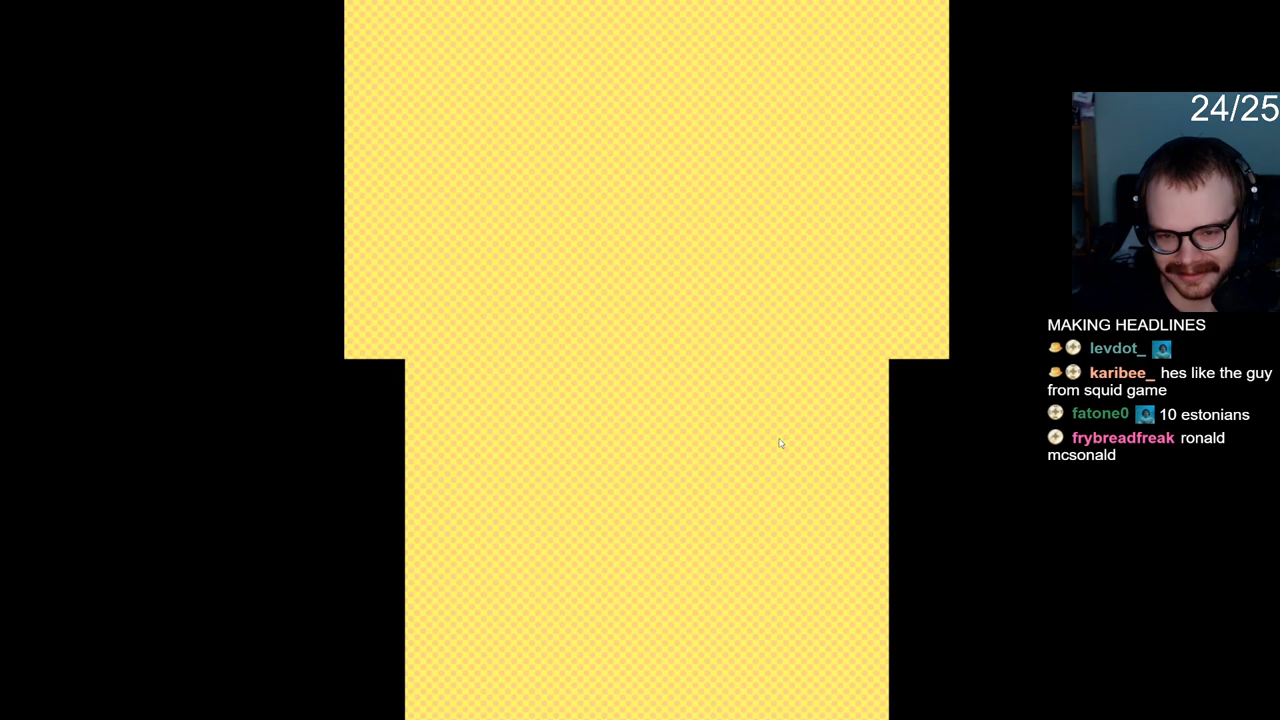 24/25
MAKING HEADLINES
levdot_
karibee_ hes like the guy
from squid game
fatone0 10 estonians
frybreadfreak ronald
mcsonald